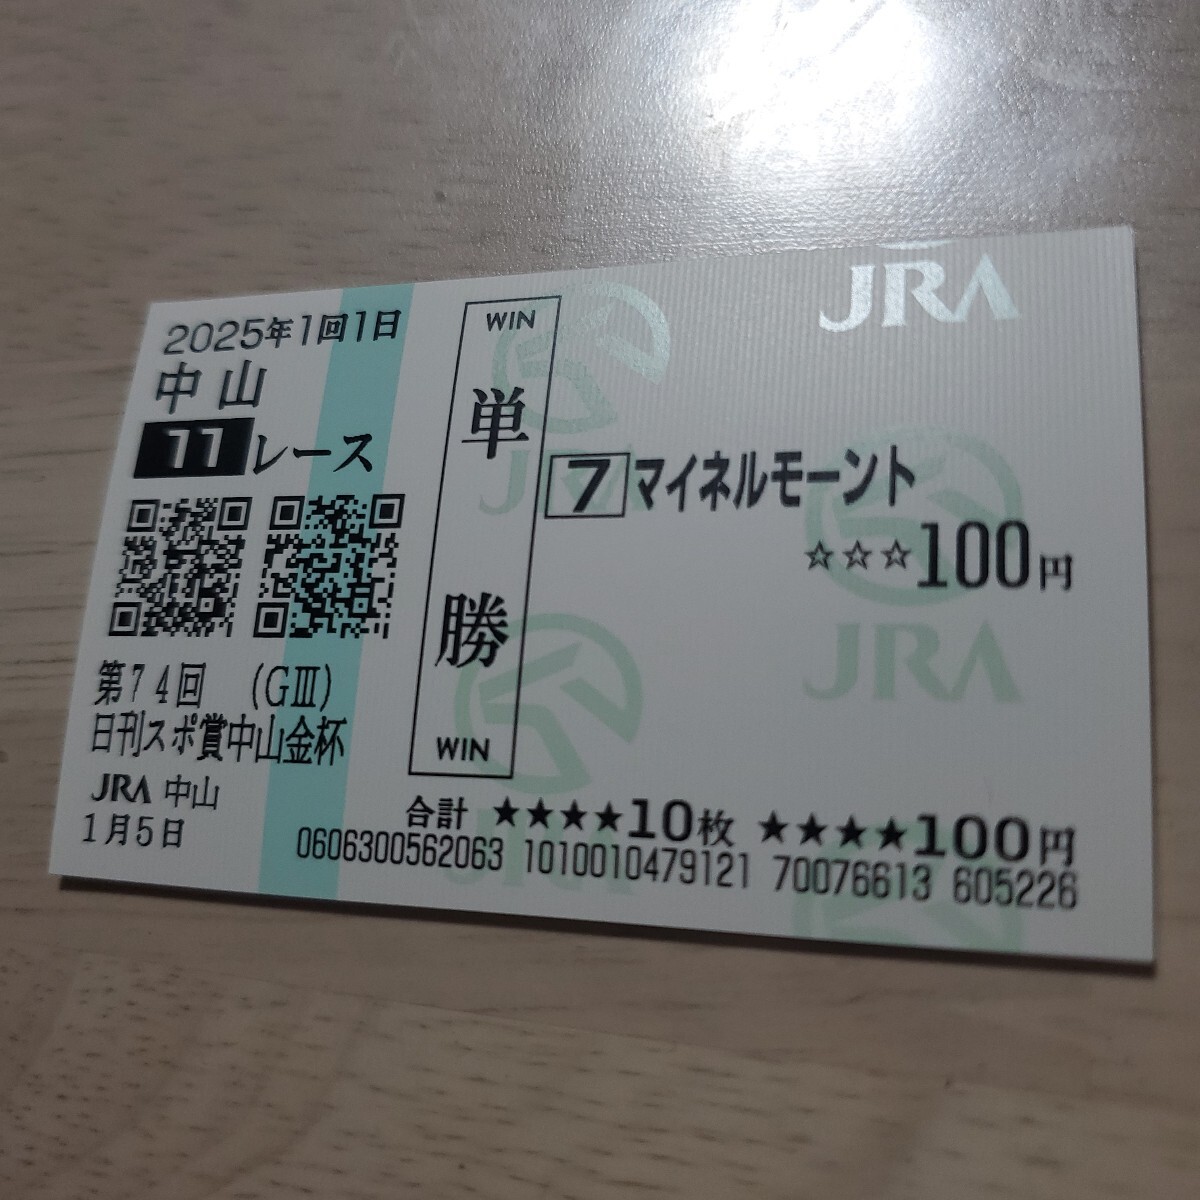 JRA
2025年1回1日
中山
11レース
第74回 (GⅢ)
日刊スポ賞中山金杯
JRA 中山
1月5日
WIN
単勝
WIN
7 マイネルモーント
☆☆☆100円
JRA
JRA
合計 ★★★★10枚 ★★★★100円
0606300562063 1010010479121 70076613 605226
JRA